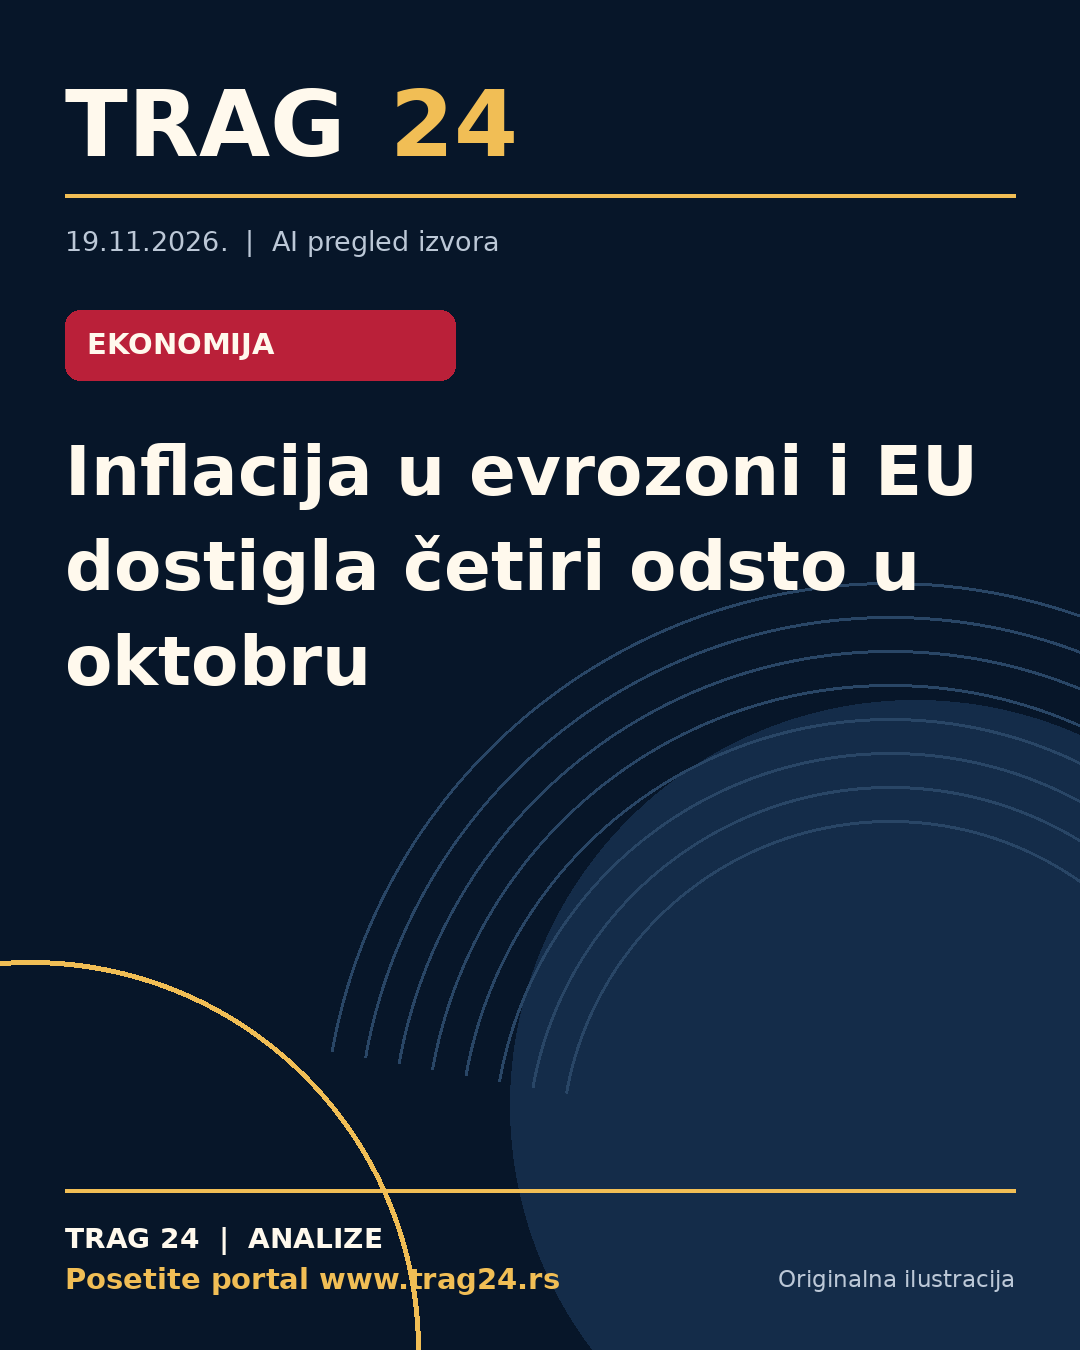 TRAG 24
19.11.2026. | AI pregled izvora
EKONOMIJA
Inflacija u evrozoni i EU
dostigla četiri odsto u
oktobru
TRAG 24 | ANALIZE
Posetite portal www.trag24.rs
Originalna ilustracija